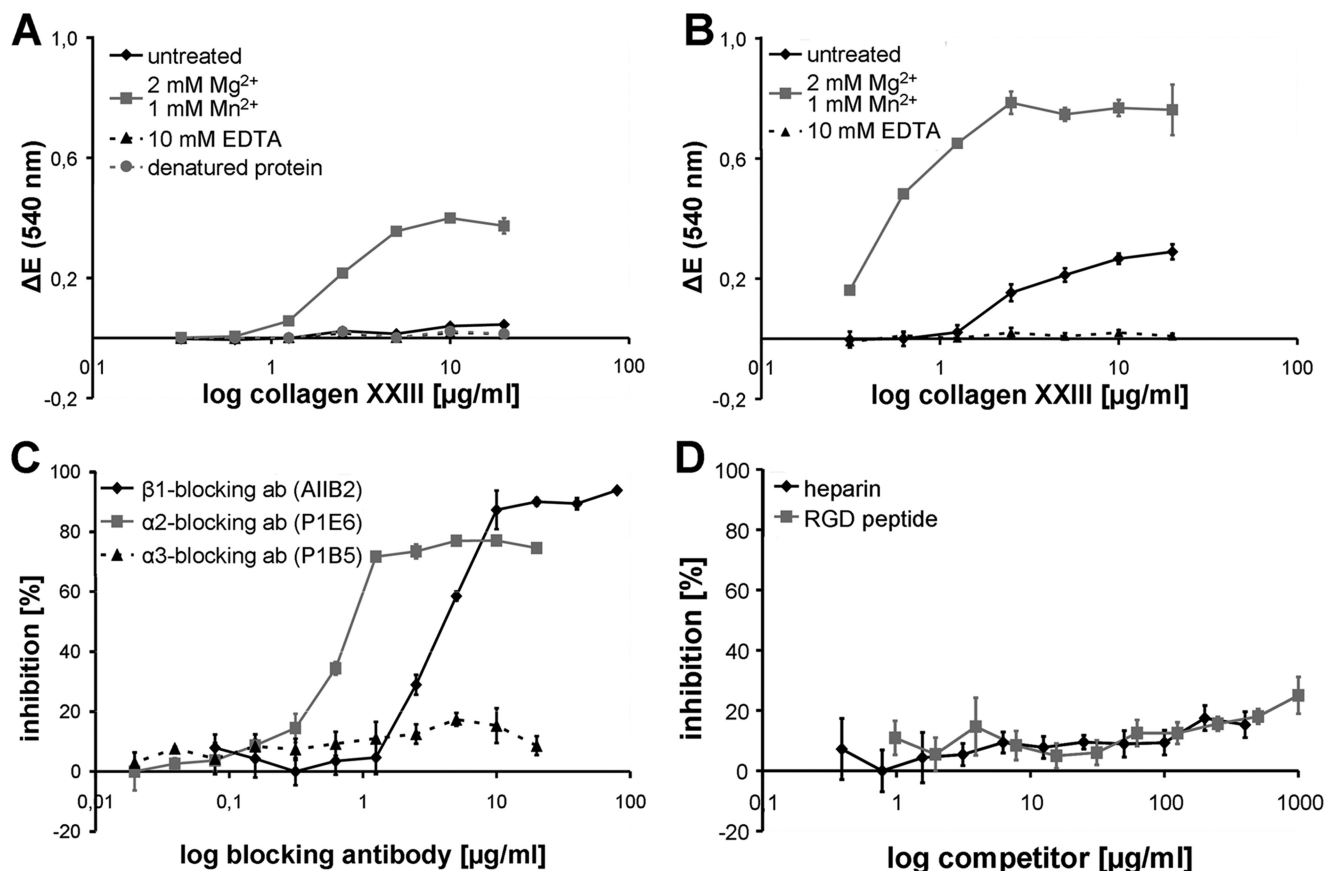 A
1,0
untreated
2 mM Mg²⁺
1 mM Mn²⁺
10 mM EDTA
denatured protein
0,6
0,2
-0,2
ΔE (540 nm)
0 1
1
10
100
log collagen XXIII [µg/ml]
B
1,0
untreated
2 mM Mg²⁺
1 mM Mn²⁺
10 mM EDTA
0,6
0,2
-0,2
ΔE (540 nm)
0,1
1
10
100
log collagen XXIII [µg/ml]
C
100
β1-blocking ab (AIIB2)
α2-blocking ab (P1E6)
α3-blocking ab (P1B5)
80
60
40
20
0
-20
inhibition [%]
0,01
0,1
1
10
100
log blocking antibody [µg/ml]
D
100
heparin
RGD peptide
80
60
40
20
0
-20
inhibition [%]
0,1
1
10
100
1000
log competitor [µg/ml]